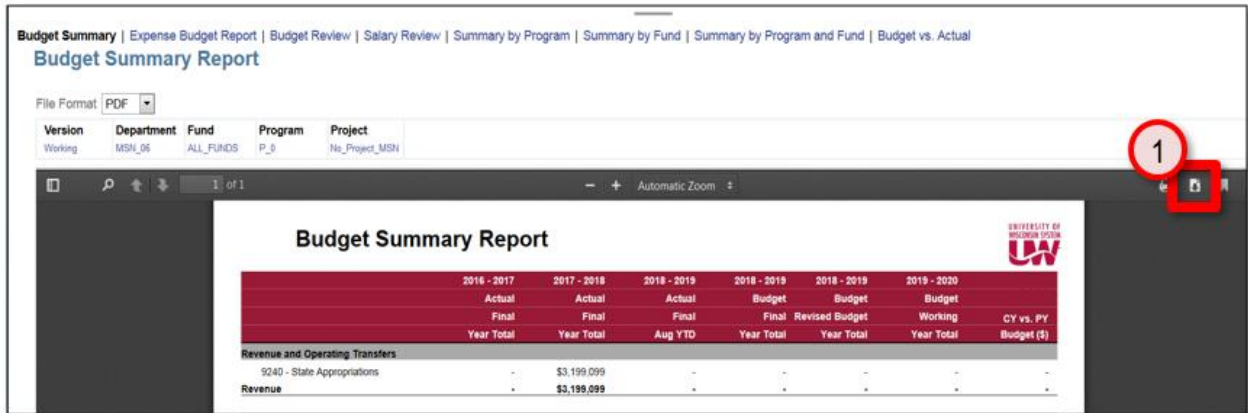 Budget Summary | Expense Budget Report | Budget Review | Salary Review | Summary by Program | Summary by Fund | Summary by Program and Fund | Budget vs. Actual
Budget Summary Report
File Format PDF
Version Department Fund Program Project
Working MSN_06 ALL_FUNDS P_0 No_Project_MSN
1
1 of 1 − + Automatic Zoom
Budget Summary Report
UNIVERSITY OF
WISCONSIN SYSTEM
UW
2016 - 2017 2017 - 2018 2018 - 2019 2018 - 2019 2018 - 2019 2019 - 2020
Actual Actual Actual Budget Budget Budget
Final Final Final Final Revised Budget Working CY vs. PY
Year Total Year Total Aug YTD Year Total Year Total Year Total Budget ($)
Revenue and Operating Transfers
9240 - State Appropriations - $3,199,099 - - - - -
Revenue - $3,199,099 - - - - -